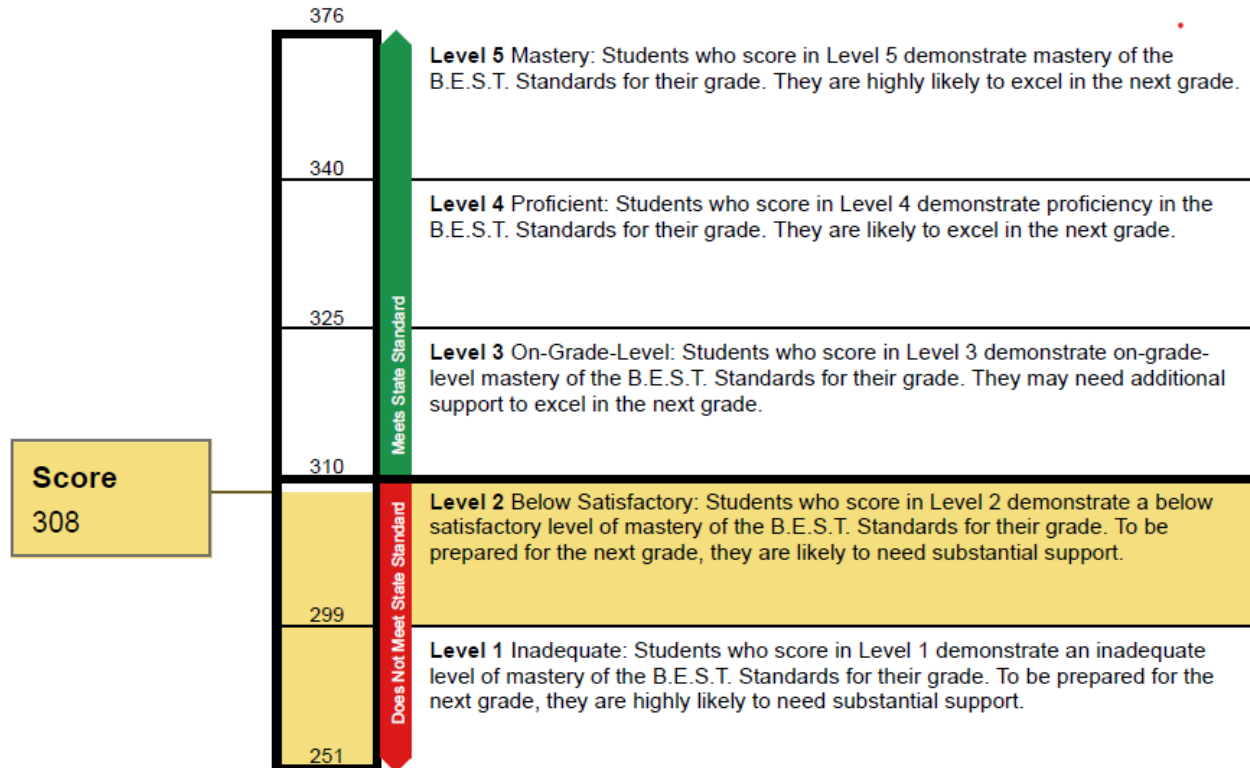 376
Level 5 Mastery: Students who score in Level 5 demonstrate mastery of the
B.E.S.T. Standards for their grade. They are highly likely to excel in the next grade.
340
Level 4 Proficient: Students who score in Level 4 demonstrate proficiency in the
B.E.S.T. Standards for their grade. They are likely to excel in the next grade.
Meets State Standard
325
Level 3 On-Grade-Level: Students who score in Level 3 demonstrate on-grade-
level mastery of the B.E.S.T. Standards for their grade. They may need additional
support to excel in the next grade.
310
Score
308
Level 2 Below Satisfactory: Students who score in Level 2 demonstrate a below
satisfactory level of mastery of the B.E.S.T. Standards for their grade. To be
prepared for the next grade, they are likely to need substantial support.
Does Not Meet State Standard
299
Level 1 Inadequate: Students who score in Level 1 demonstrate an inadequate
level of mastery of the B.E.S.T. Standards for their grade. To be prepared for the
next grade, they are highly likely to need substantial support.
251